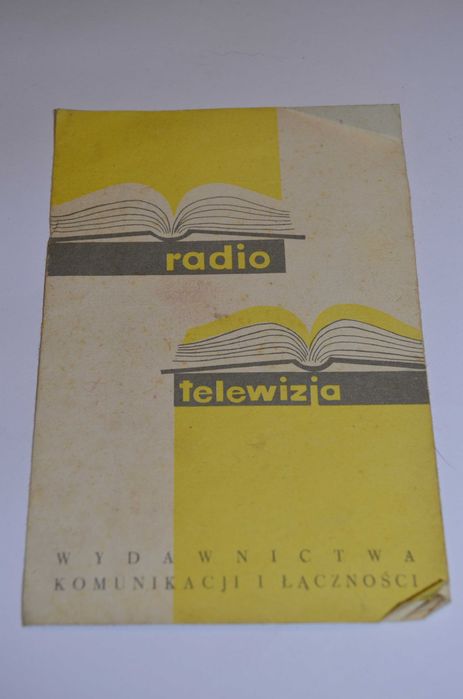 radio
telewizja
WYDAWNICTWA
KOMUNIKACJI I ŁĄCZNOŚCI